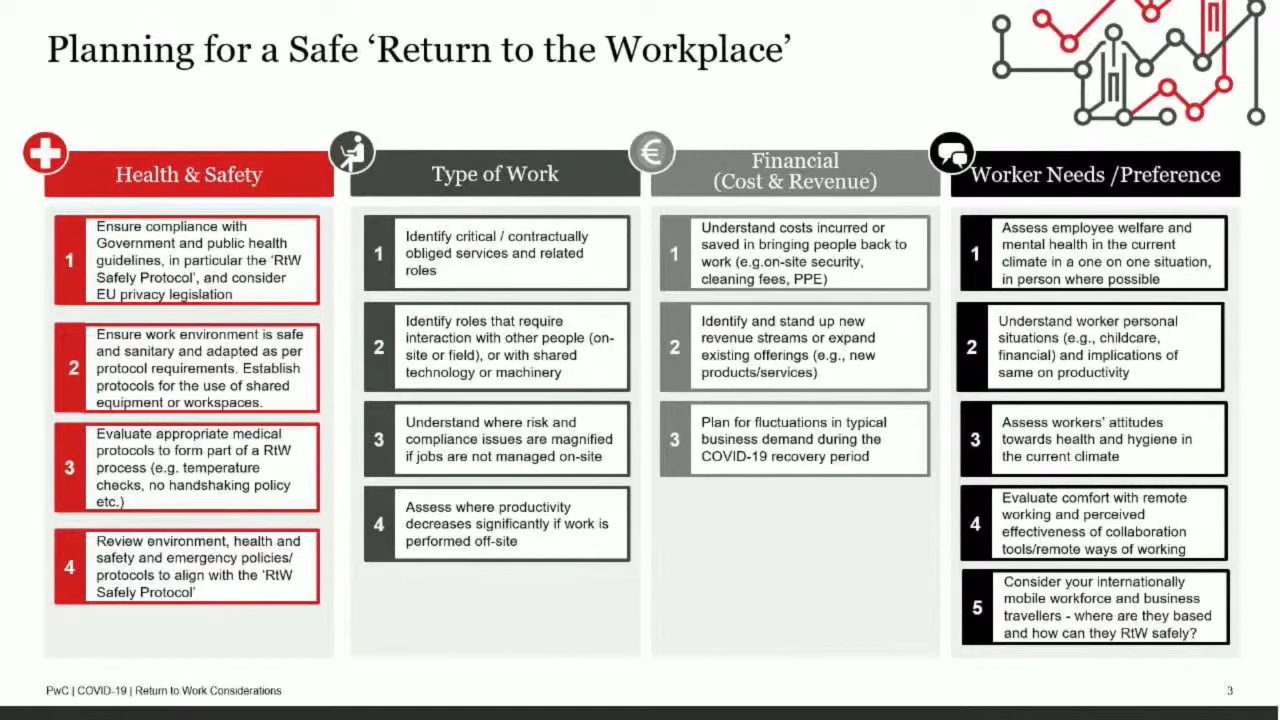 Planning for a Safe ‘Return to the Workplace’
Health & Safety
1
Ensure compliance with
Government and public health
guidelines, in particular the ‘RtW
Safely Protocol’, and consider
EU privacy legislation
2
Ensure work environment is safe
and sanitary and adapted as per
protocol requirements. Establish
protocols for the use of shared
equipment or workspaces.
3
Evaluate appropriate medical
protocols to form part of a RtW
process (e.g. temperature
checks, no handshaking policy
etc.)
4
Review environment, health and
safety and emergency policies/
protocols to align with the ‘RtW
Safely Protocol’
Type of Work
1
Identify critical / contractually
obliged services and related
roles
2
Identify roles that require
interaction with other people (on-
site or field), or with shared
technology or machinery
3
Understand where risk and
compliance issues are magnified
if jobs are not managed on-site
4
Assess where productivity
decreases significantly if work is
performed off-site
€
Financial
(Cost & Revenue)
1
Understand costs incurred or
saved in bringing people back to
work (e.g.on-site security,
cleaning fees, PPE)
2
Identify and stand up new
revenue streams or expand
existing offerings (e.g., new
products/services)
3
Plan for fluctuations in typical
business demand during the
COVID-19 recovery period
Worker Needs /Preference
1
Assess employee welfare and
mental health in the current
climate in a one on one situation,
in person where possible
2
Understand worker personal
situations (e.g., childcare,
financial) and implications of
same on productivity
3
Assess workers’ attitudes
towards health and hygiene in
the current climate
4
Evaluate comfort with remote
working and perceived
effectiveness of collaboration
tools/remote ways of working
5
Consider your internationally
mobile workforce and business
travellers - where are they based
and how can they RtW safely?
PwC | COVID-19 | Return to Work Considerations
3